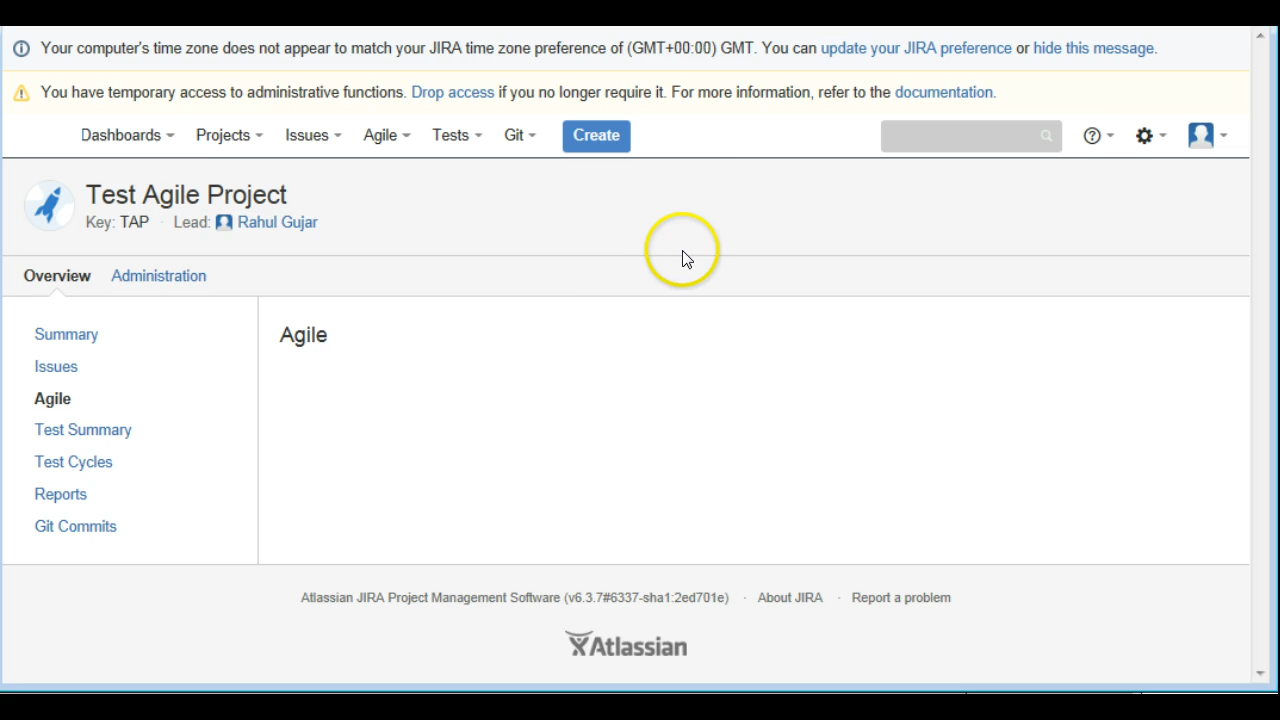 Your computer's time zone does not appear to match your JIRA time zone preference of (GMT+00:00) GMT. You can update your JIRA preference or hide this message.
You have temporary access to administrative functions. Drop access if you no longer require it. For more information, refer to the documentation.
Dashboards Projects Issues Agile Tests Git Create
Test Agile Project
Key: TAP · Lead: Rahul Gujar
Overview Administration
Summary
Agile
Issues
Agile
Test Summary
Test Cycles
Reports
Git Commits
Atlassian JIRA Project Management Software (v6.3.7#6337-sha1:2ed701e) · About JIRA · Report a problem
Atlassian